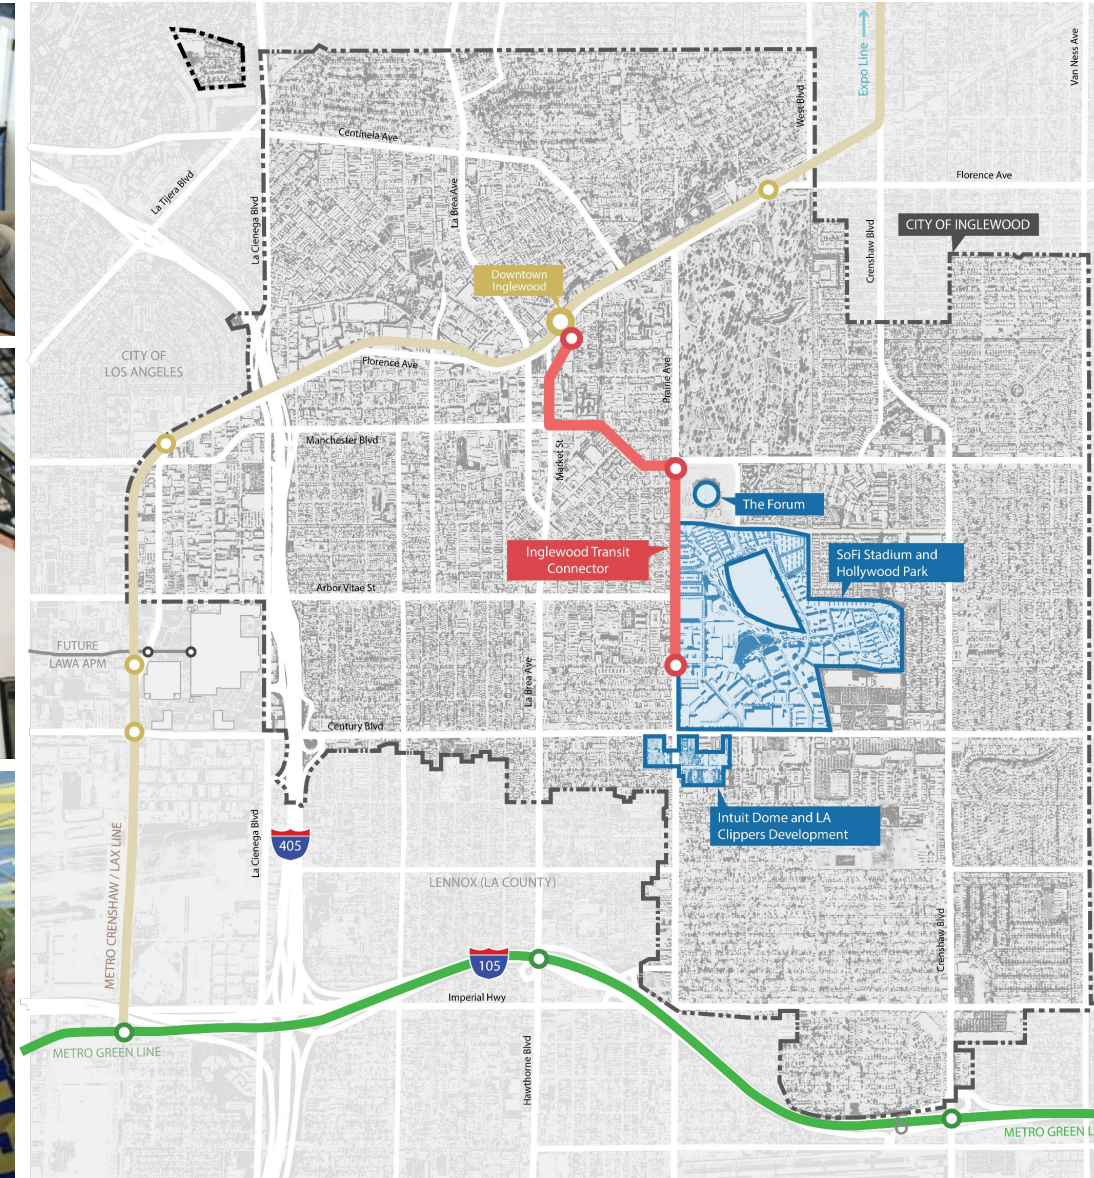 Expo Line
Van Ness Ave
West Blvd
Centinela Ave
La Tijera Blvd
La Brea Ave
La Cienega Blvd
Florence Ave
Crenshaw Blvd
CITY OF INGLEWOOD
Downtown
Inglewood
CITY OF
LOS ANGELES
Florence Ave
Prairie Ave
Manchester Blvd
Market St
The Forum
Inglewood Transit
Connector
SoFi Stadium and
Hollywood Park
Arbor Vitae St
FUTURE
LAWA APM
La Brea Ave
Century Blvd
Intuit Dome and LA
Clippers Development
La Cienega Blvd
405
METRO CRENSHAW / LAX LINE
LENNOX (LA COUNTY)
Crenshaw Blvd
105
Imperial Hwy
METRO GREEN LINE
Hawthorne Blvd
METRO GREEN L